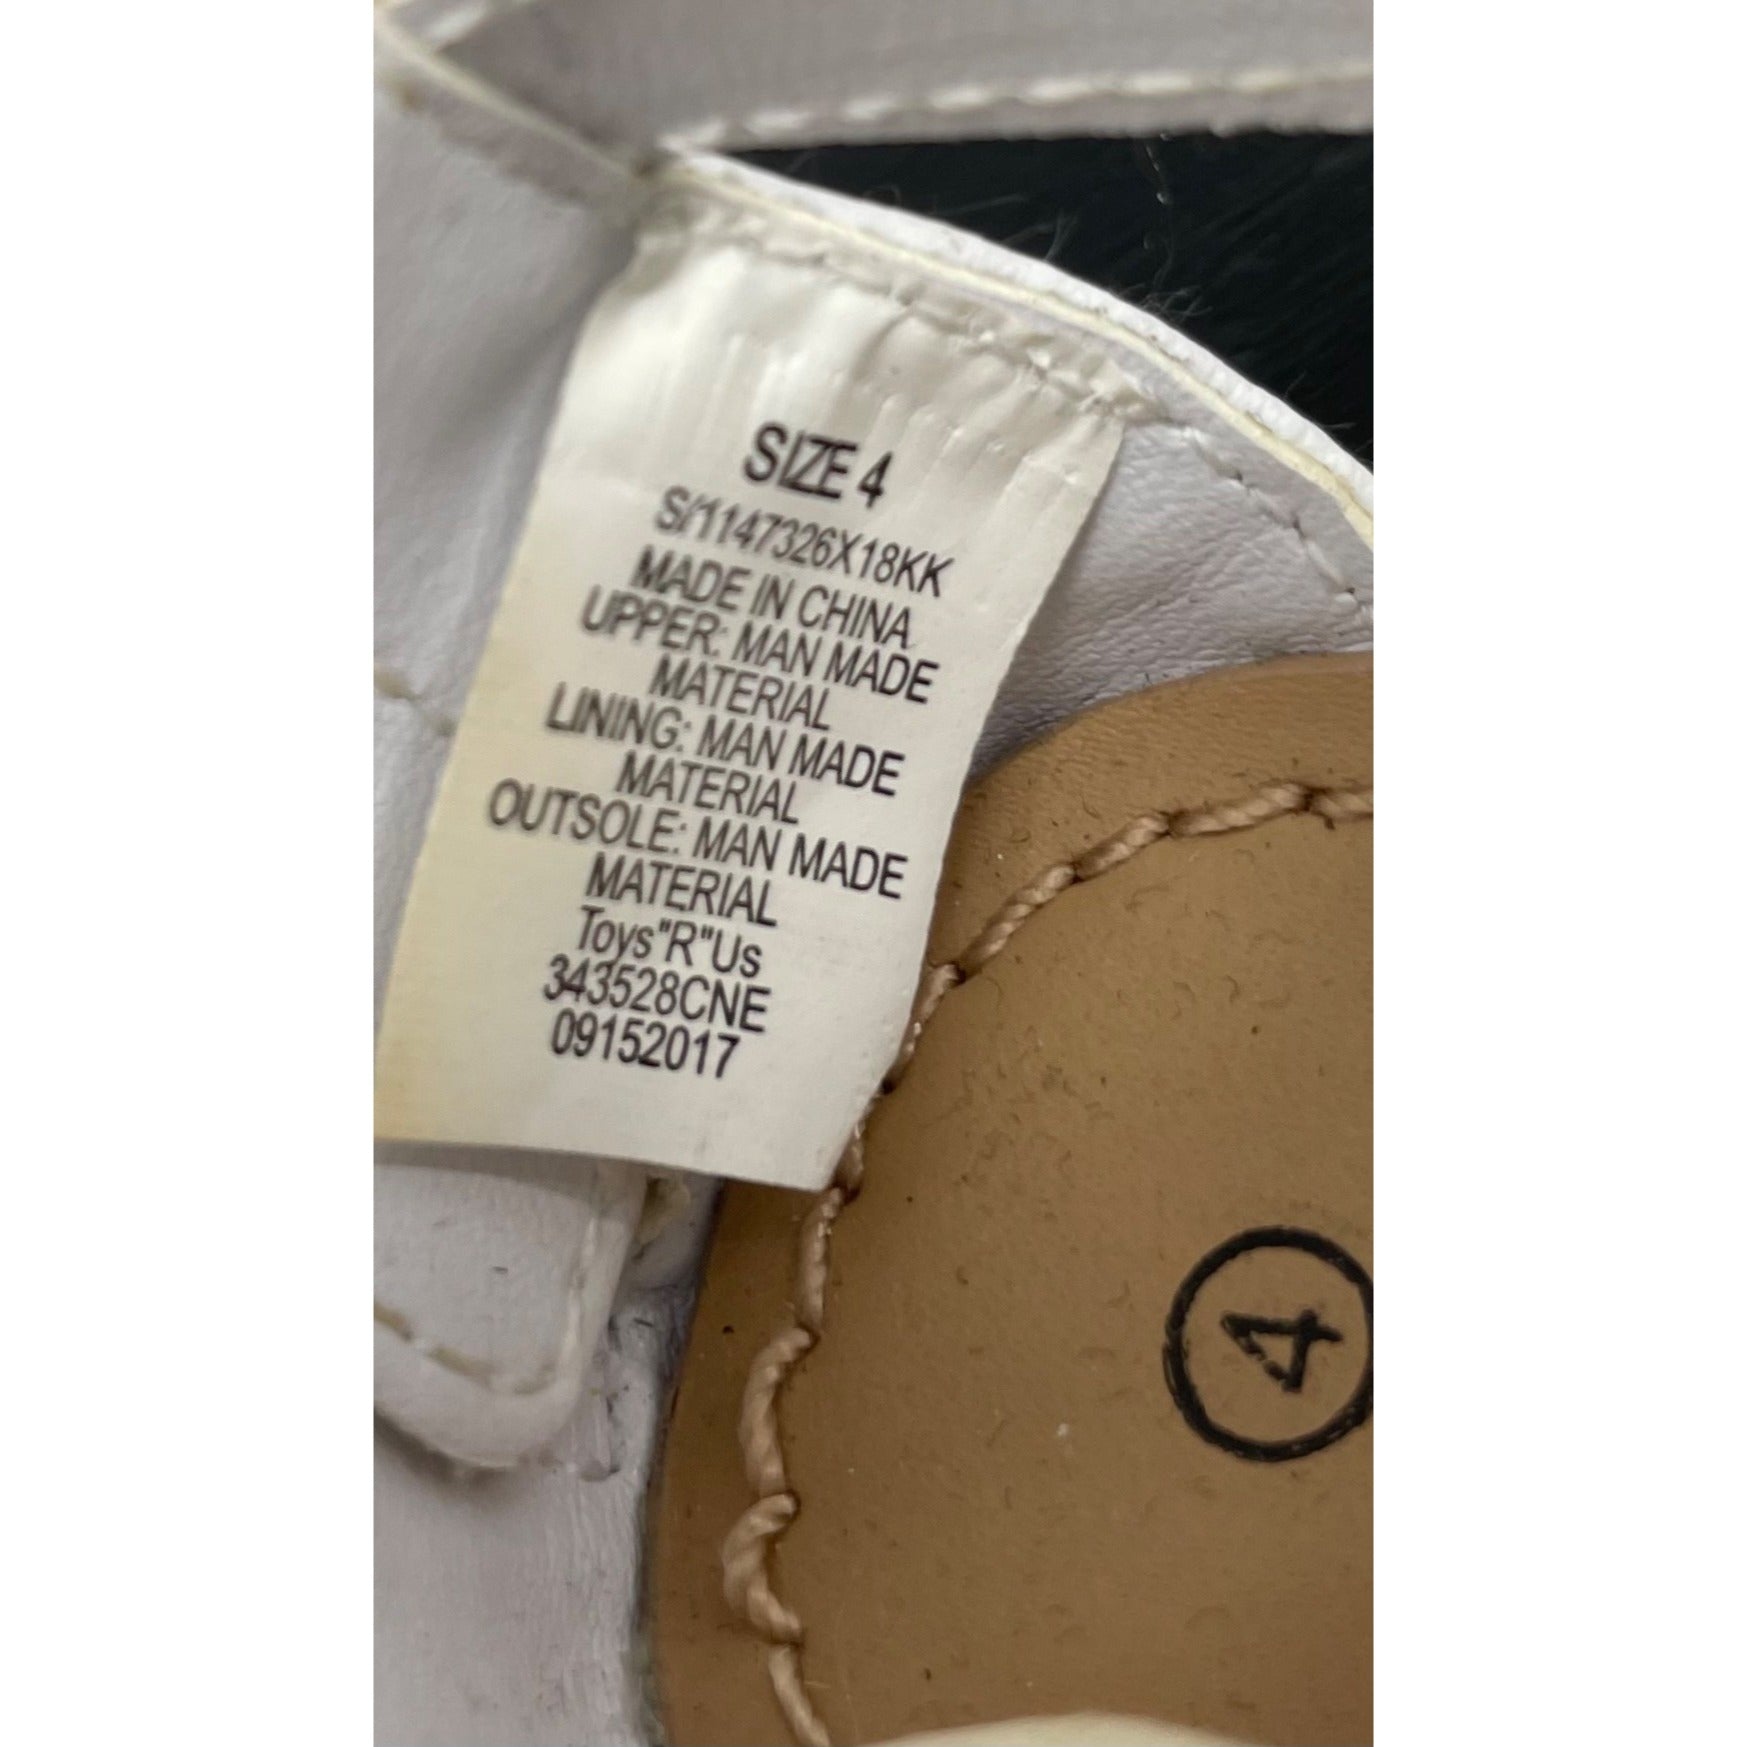 SIZE 4
S/1147326X18KK
MADE IN CHINA
UPPER: MAN MADE
MATERIAL
LINING: MAN MADE
MATERIAL
OUTSOLE: MAN MADE
MATERIAL
Toys"R"Us
343528CNE
09152017
4